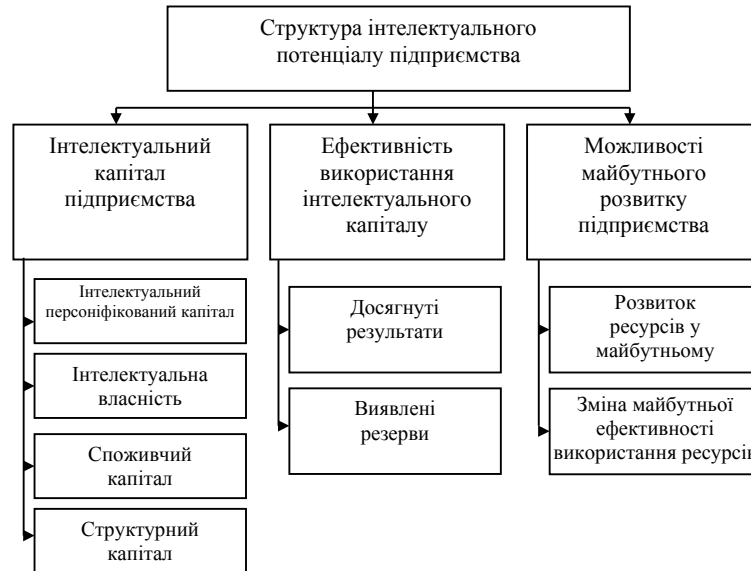 Структура інтелектуального
потенціалу підприємства
Інтелектуальний
капітал
підприємства
Ефективність
використання
інтелектуального
капіталу
Можливості
майбутнього
розвитку
підприємства
Інтелектуальний
персоніфікований капітал
Інтелектуальна
власність
Споживчий
капітал
Структурний
капітал
Досягнуті
результати
Виявлені
резерви
Розвиток
ресурсів у
майбутньому
Зміна майбутньої
ефективності
використання ресурсів